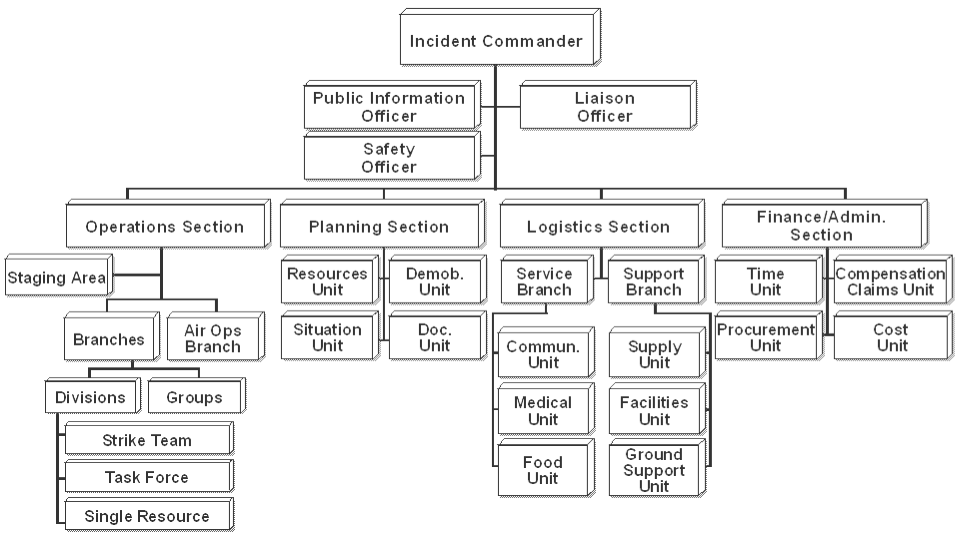 Incident Commander
Public Information
Officer
Liaison
Officer
Safety
Officer
Operations Section
Planning Section
Logistics Section
Finance/Admin.
Section
Staging Area
Resources
Unit
Demob.
Unit
Service
Branch
Support
Branch
Time
Unit
Compensation
Claims Unit
Branches
Air Ops
Branch
Situation
Unit
Doc.
Unit
Commun.
Unit
Supply
Unit
Procurement
Unit
Cost
Unit
Divisions
Groups
Medical
Unit
Facilities
Unit
Strike Team
Task Force
Single Resource
Food
Unit
Ground
Support
Unit